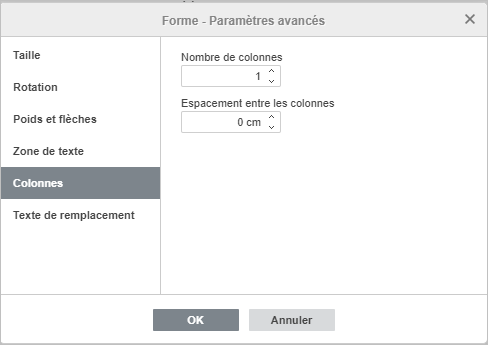 Forme - Paramètres avancés
Taille
Rotation
Poids et flèches
Zone de texte
Colonnes
Texte de remplacement
Nombre de colonnes
1
Espacement entre les colonnes
0 cm
OK
Annuler